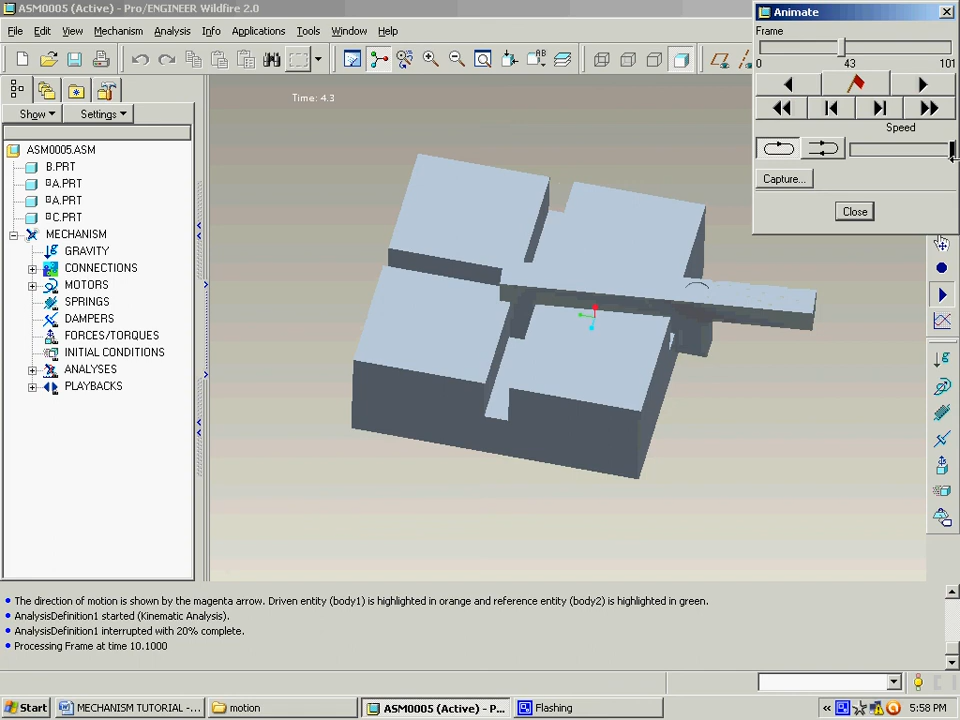 ASM0005 (Active) - Pro/ENGINEER Wildfire 2.0
File Edit View Mechanism Analysis Info Applications Tools Window Help
Show Settings
ASM0005.ASM
B.PRT
A.PRT
A.PRT
C.PRT
MECHANISM
GRAVITY
CONNECTIONS
MOTORS
SPRINGS
DAMPERS
FORCES/TORQUES
INITIAL CONDITIONS
ANALYSES
PLAYBACKS
Time: 4.3
Animate
Frame
0 43 101
Speed
Capture...
Close
The direction of motion is shown by the magenta arrow. Driven entity (body1) is highlighted in orange and reference entity (body2) is highlighted in green.
AnalysisDefinition1 started (Kinematic Analysis).
AnalysisDefinition1 interrupted with 20% complete.
Processing Frame at time 10.1000
Start MECHANISM TUTORIAL -... motion ASM0005 (Active) - P... Flashing 5:58 PM